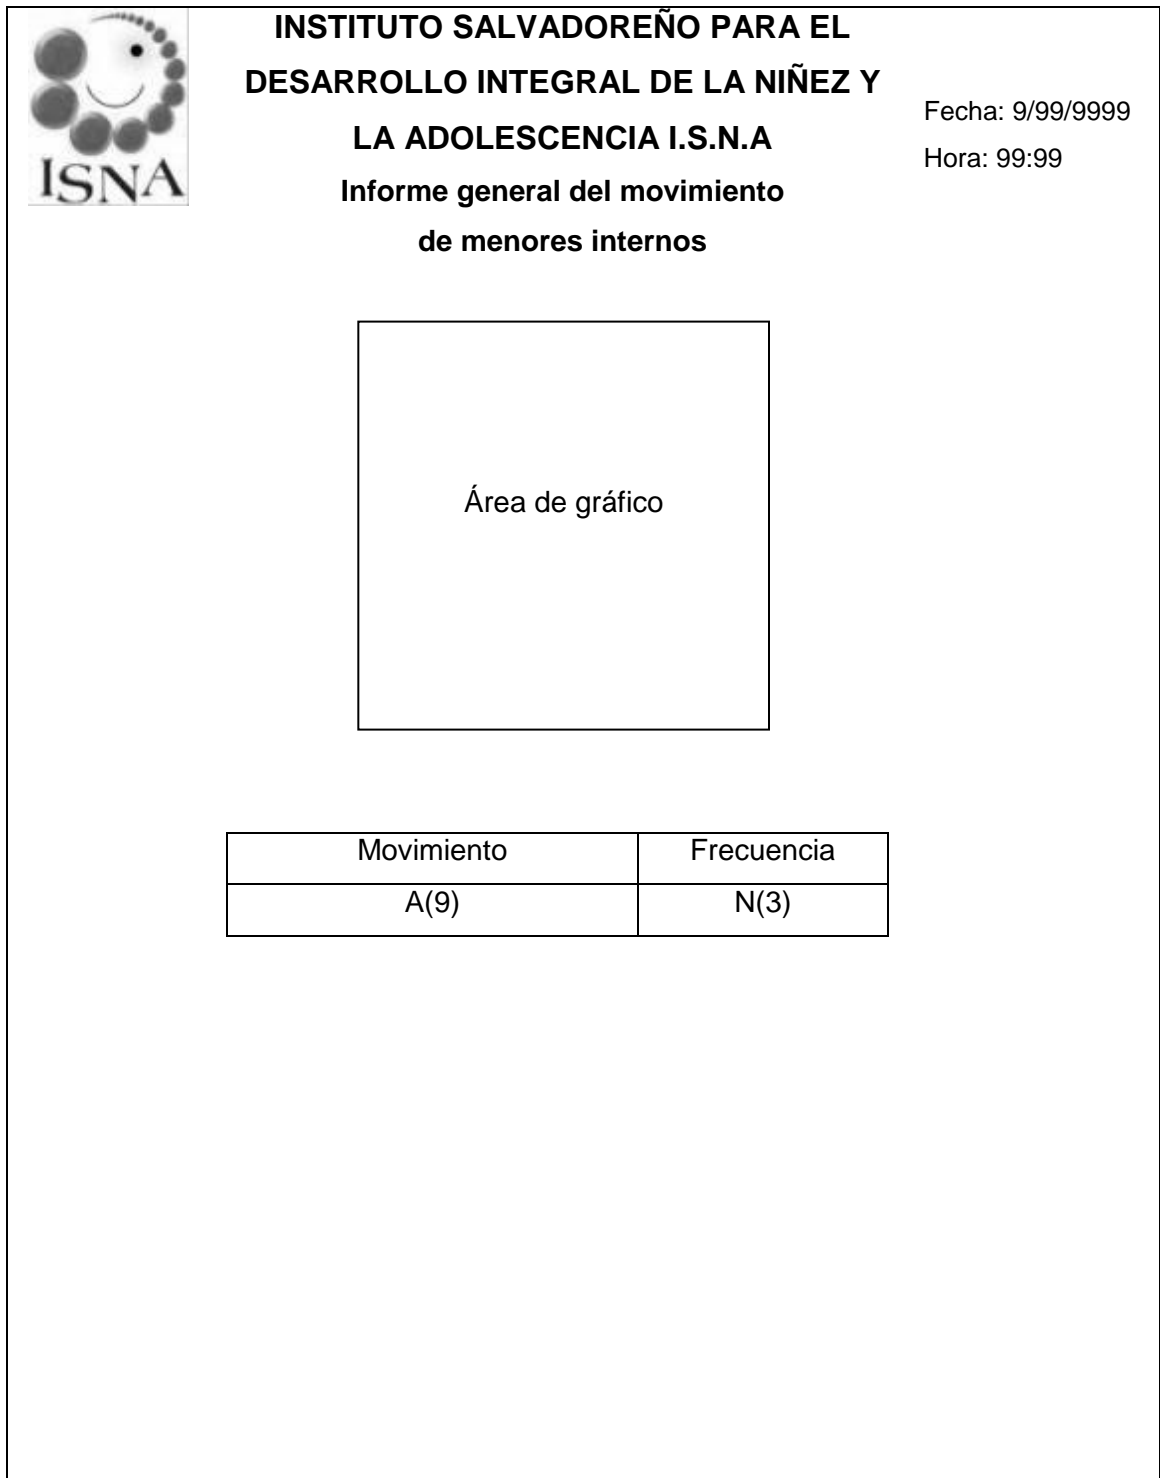 INSTITUTO SALVADOREÑO PARA EL
DESARROLLO INTEGRAL DE LA NIÑEZ Y
LA ADOLESCENCIA I.S.N.A
Informe general del movimiento
de menores internos
Fecha: 9/99/9999
Hora: 99:99
ISNA
Área de gráfico
Movimiento Frecuencia
A(9) N(3)